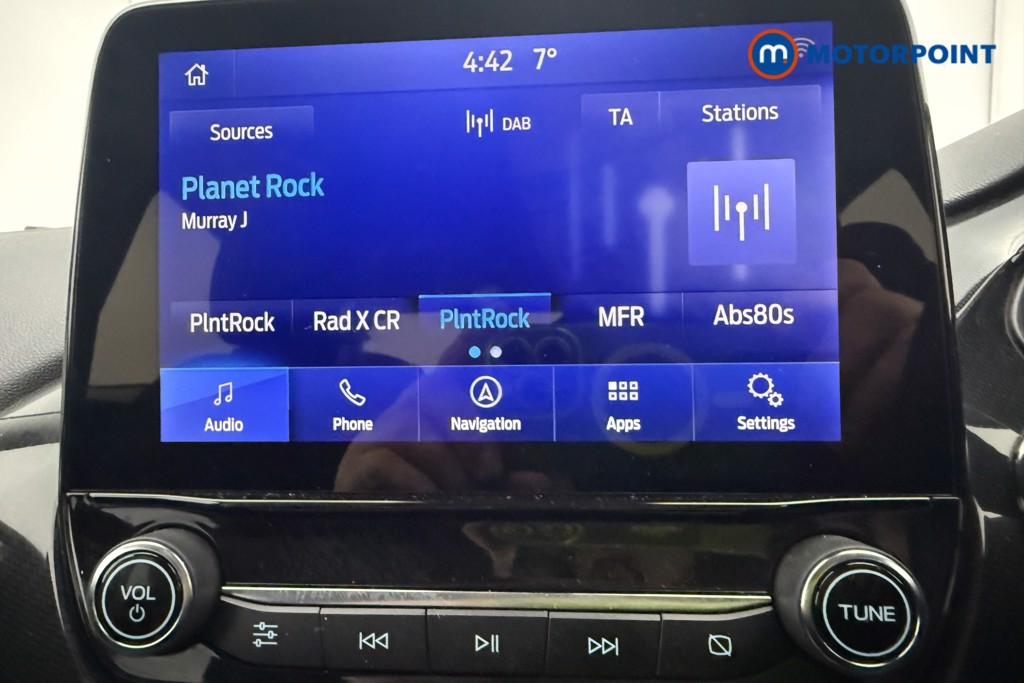 4:42 7°
m. MOTORPOINT
Sources
DAB
TA
Stations
Planet Rock
Murray J
PlntRock Rad X CR PlntRock MFR Abs80s
Audio Phone Navigation Apps Settings
VOL
TUNE